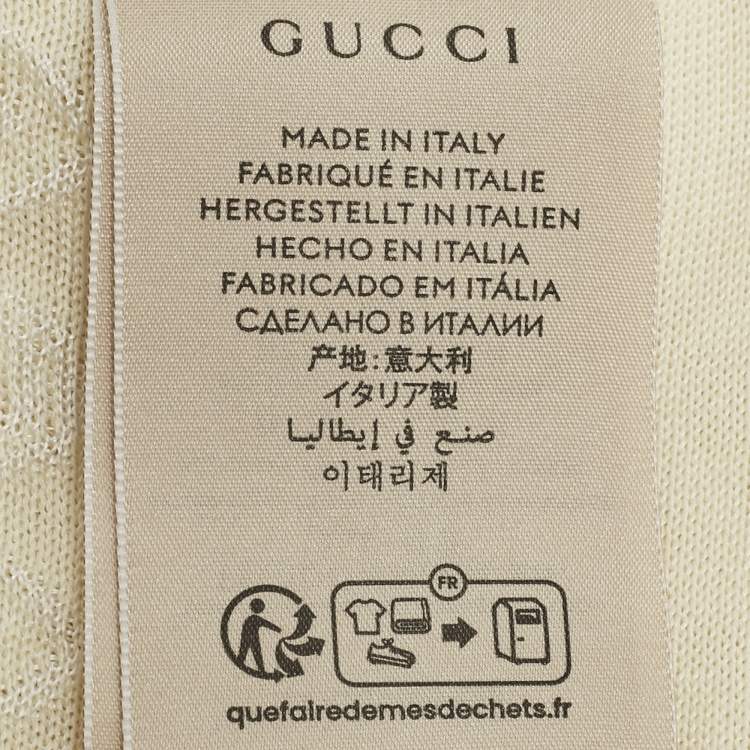 GUCCI
MADE IN ITALY
FABRIQUÉ EN ITALIE
HERGESTELLT IN ITALIEN
HECHO EN ITALIA
FABRICADO EM ITÁLIA
СДЕЛАНО В ИТАЛИИ
产地:意大利
イタリア製
صنع في إيطاليا
이태리제
FR
quefairedemesdechets.fr